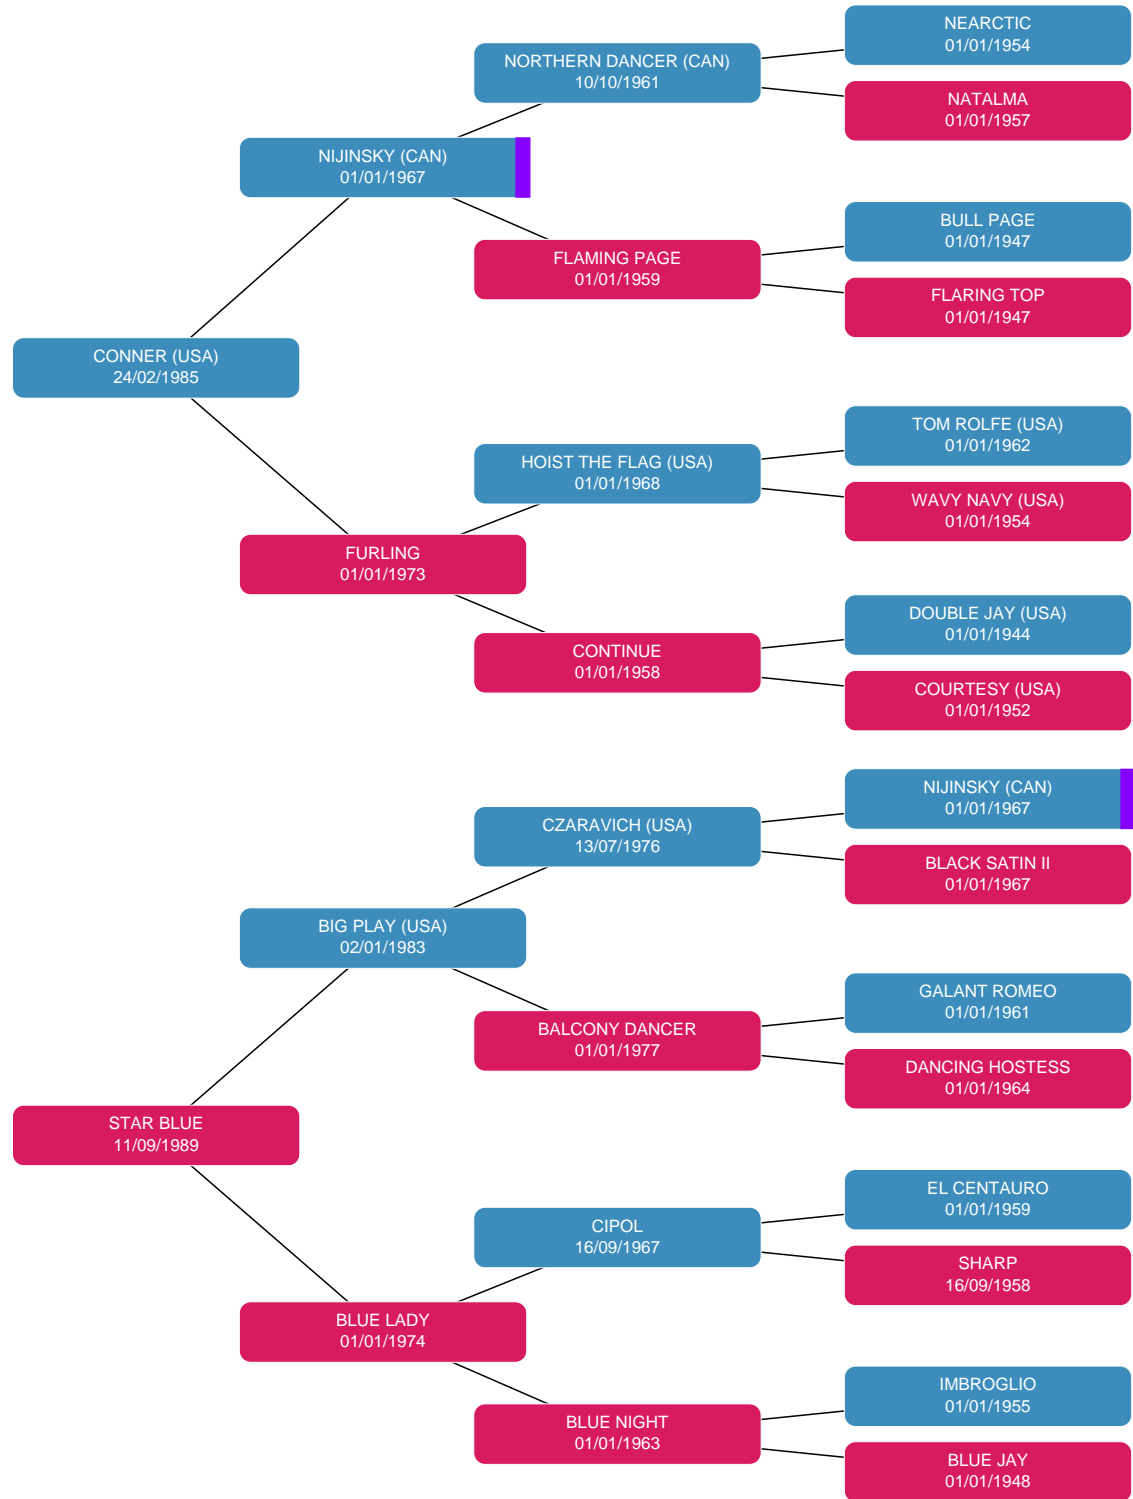 NEARCTIC
01/01/1954
NORTHERN DANCER (CAN)
10/10/1961
NATALMA
01/01/1957
NIJINSKY (CAN)
01/01/1967
BULL PAGE
01/01/1947
FLAMING PAGE
01/01/1959
FLARING TOP
01/01/1947
CONNER (USA)
24/02/1985
TOM ROLFE (USA)
01/01/1962
HOIST THE FLAG (USA)
01/01/1968
WAVY NAVY (USA)
01/01/1954
FURLING
01/01/1973
DOUBLE JAY (USA)
01/01/1944
CONTINUE
01/01/1958
COURTESY (USA)
01/01/1952
NIJINSKY (CAN)
01/01/1967
CZARAVICH (USA)
13/07/1976
BLACK SATIN II
01/01/1967
BIG PLAY (USA)
02/01/1983
GALANT ROMEO
01/01/1961
BALCONY DANCER
01/01/1977
DANCING HOSTESS
01/01/1964
STAR BLUE
11/09/1989
EL CENTAURO
01/01/1959
CIPOL
16/09/1967
SHARP
16/09/1958
BLUE LADY
01/01/1974
IMBROGLIO
01/01/1955
BLUE NIGHT
01/01/1963
BLUE JAY
01/01/1948